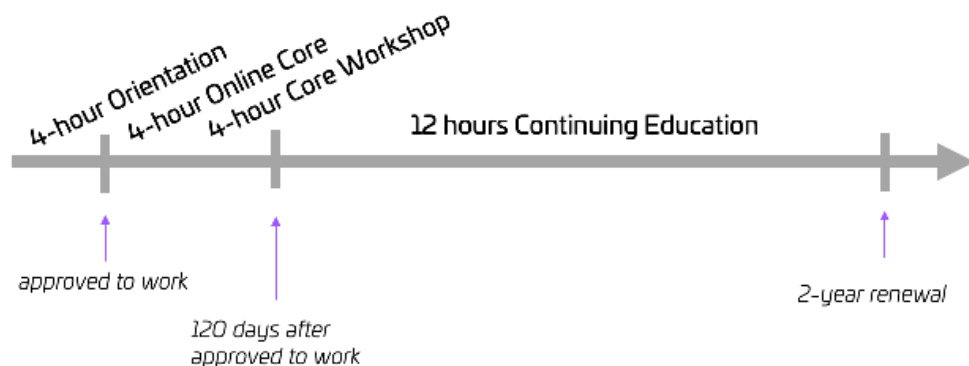 4-hour Orientation
4-hour Online Core
4-hour Core Workshop
12 hours Continuing Education
approved to work
120 days after
approved to work
2-year renewal